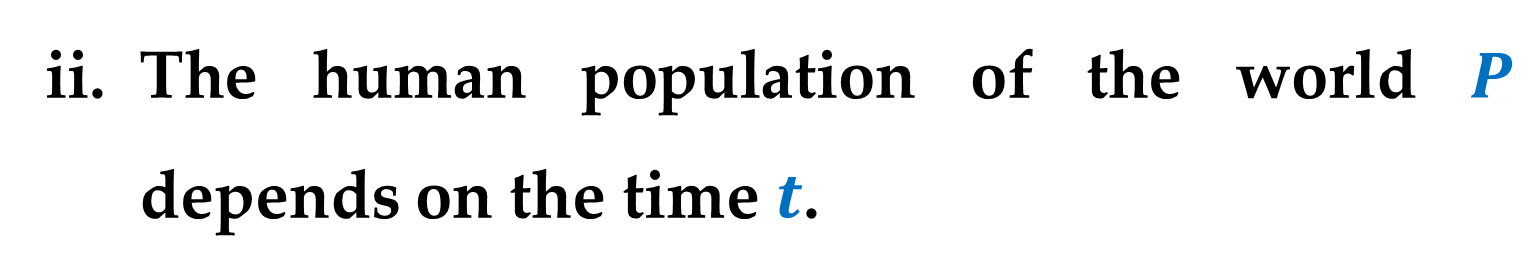 ii. The human population of the world P
depends on the time t.